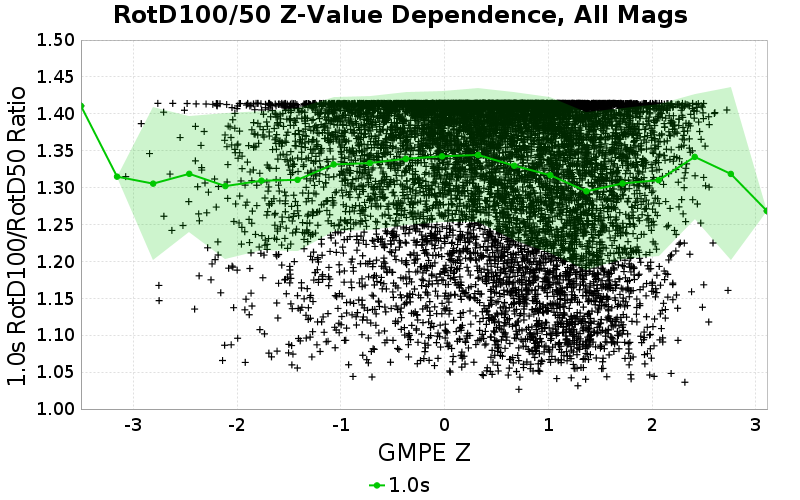 RotD100/50 Z-Value Dependence, All Mags
1.0s RotD100/RotD50 Ratio
1.50
1.45
1.40
1.35
1.30
1.25
1.20
1.15
1.10
1.05
1.00
-3 -2 -1 0 1 2 3
GMPE Z
1.0s